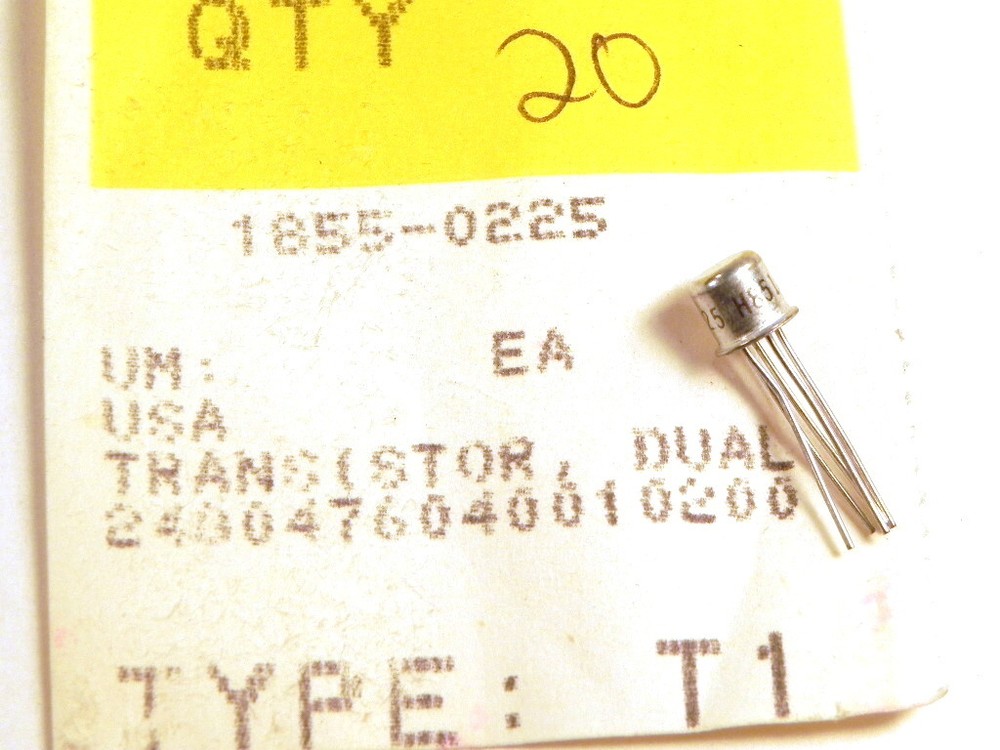 QTY 20
1855-0225
UM: EA
USA
TRANSISTOR, DUAL
2400476040010200
TYPE: T1